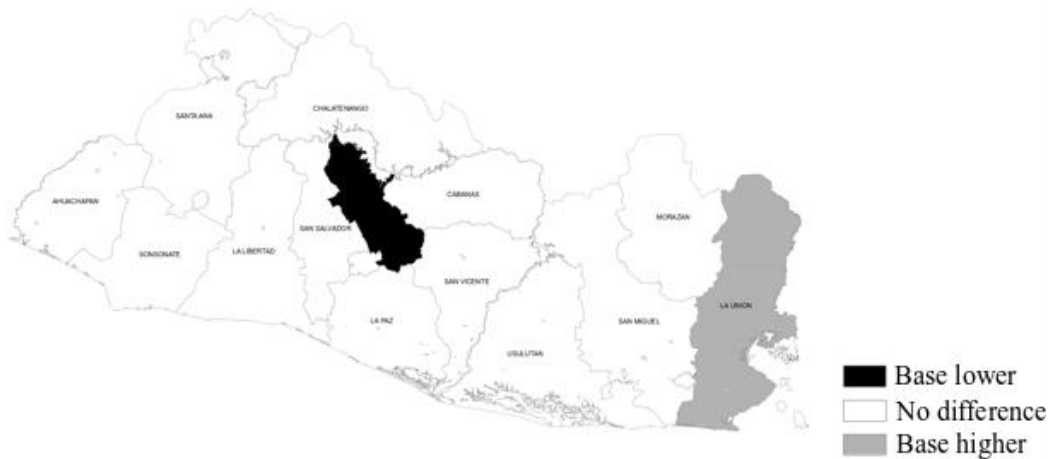 CHALATENANGO
SANTA ANA
CABANAS
AHUACHAPAN
MORAZAN
SAN SALVADOR
SONSONATE
LA LIBERTAD
SAN VICENTE
LA UNION
LA PAZ
SAN MIGUEL
USULUTAN
Base lower
No difference
Base higher